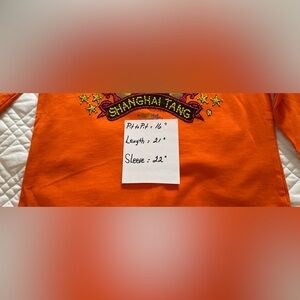 SHANGHAI TANG
Pit to Pit = 16"
Length = 21"
Sleeve = 22"